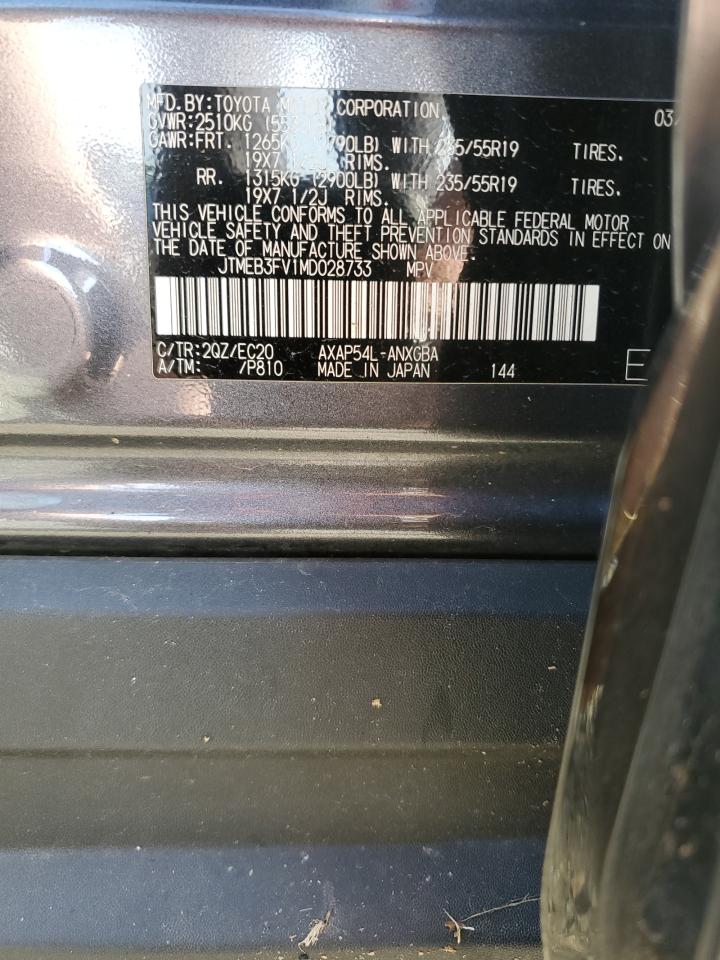 MFD.BY:TOYOTA MOTOR CORPORATION 03/
GVWR:2510KG
GAWR:FRT. 1265KG WITH 235/55R19 TIRES.
19X7 RIMS.
RR. 1315KG (2900LB) WITH 235/55R19 TIRES.
19X7 1/2J RIMS.
THIS VEHICLE CONFORMS TO ALL APPLICABLE FEDERAL MOTOR
VEHICLE SAFETY AND THEFT PREVENTION STANDARDS IN EFFECT ON
THE DATE OF MANUFACTURE SHOWN ABOVE.
JTMEB3FV1MD028733 MPV
C/TR:2QZ/EC20 AXAP54L-ANXGBA
A/TM: /P810 MADE IN JAPAN 144